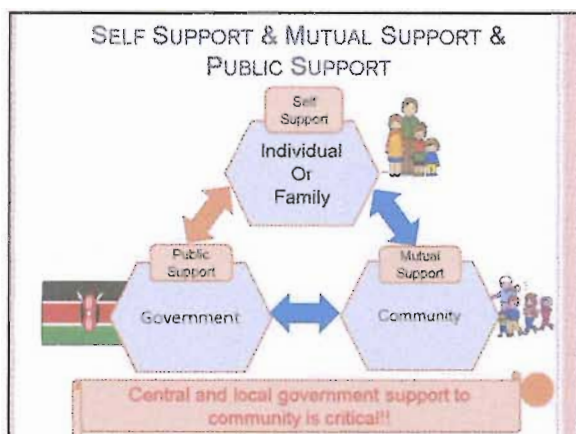 SELF SUPPORT & MUTUAL SUPPORT &
PUBLIC SUPPORT
Self
Support
Individual
Or
Family
Public
Support
Government
Mutual
Support
Community
Central and local government support to
community is critical!!